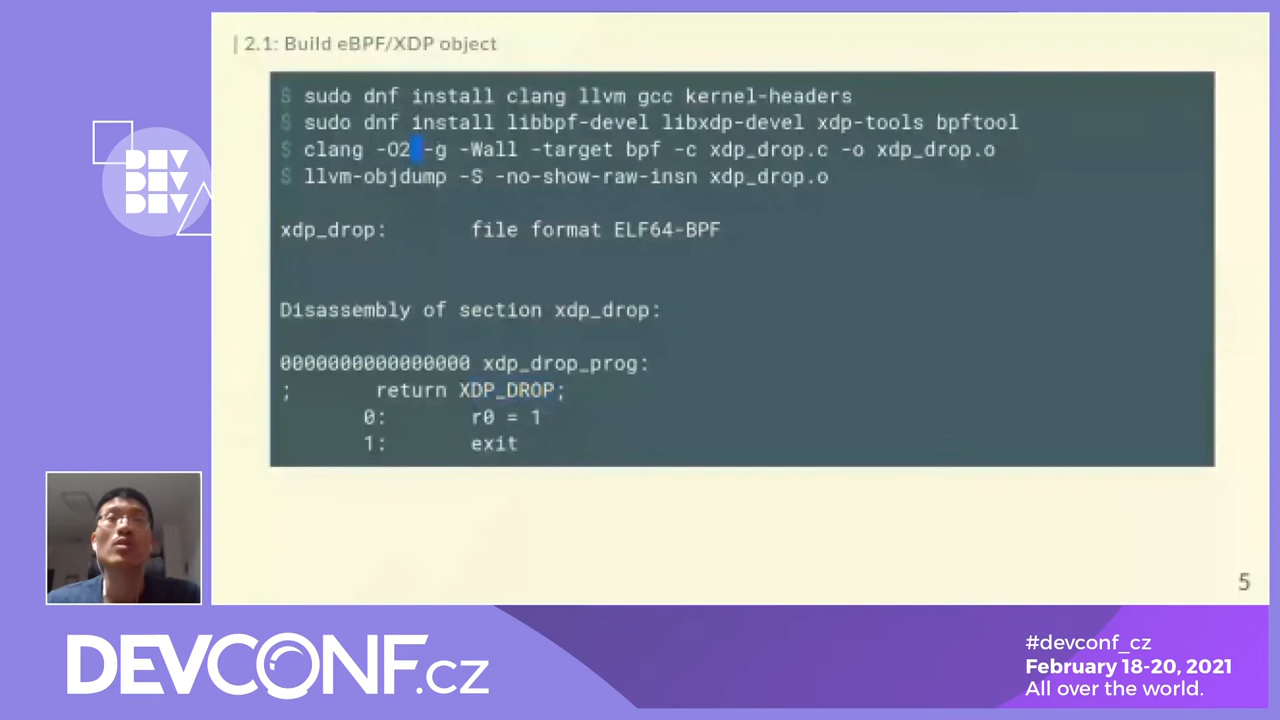 | 2.1: Build eBPF/XDP object
$ sudo dnf install clang llvm gcc kernel-headers
$ sudo dnf install libbpf-devel libxdp-devel xdp-tools bpftool
$ clang -O2 -g -Wall -target bpf -c xdp_drop.c -o xdp_drop.o
$ llvm-objdump -S -no-show-raw-insn xdp_drop.o
xdp_drop: file format ELF64-BPF
Disassembly of section xdp_drop:
0000000000000000 xdp_drop_prog:
; return XDP_DROP;
0: r0 = 1
1: exit
5
DEV
DEV
DEVCONF.cz
#devconf_cz
February 18-20, 2021
All over the world.